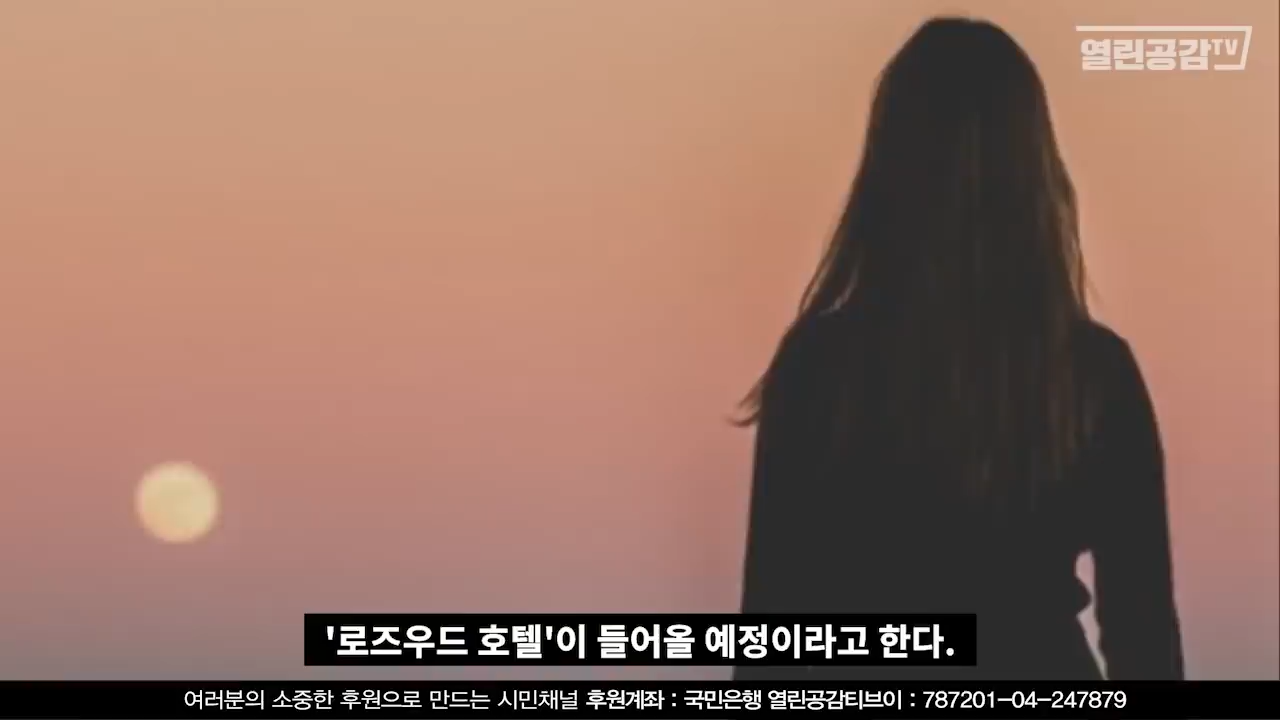 열린공감TV
'로즈우드 호텔'이 들어올 예정이라고 한다.
여러분의 소중한 후원으로 만드는 시민채널 후원계좌 : 국민은행 열린공감티브이 : 787201-04-247879